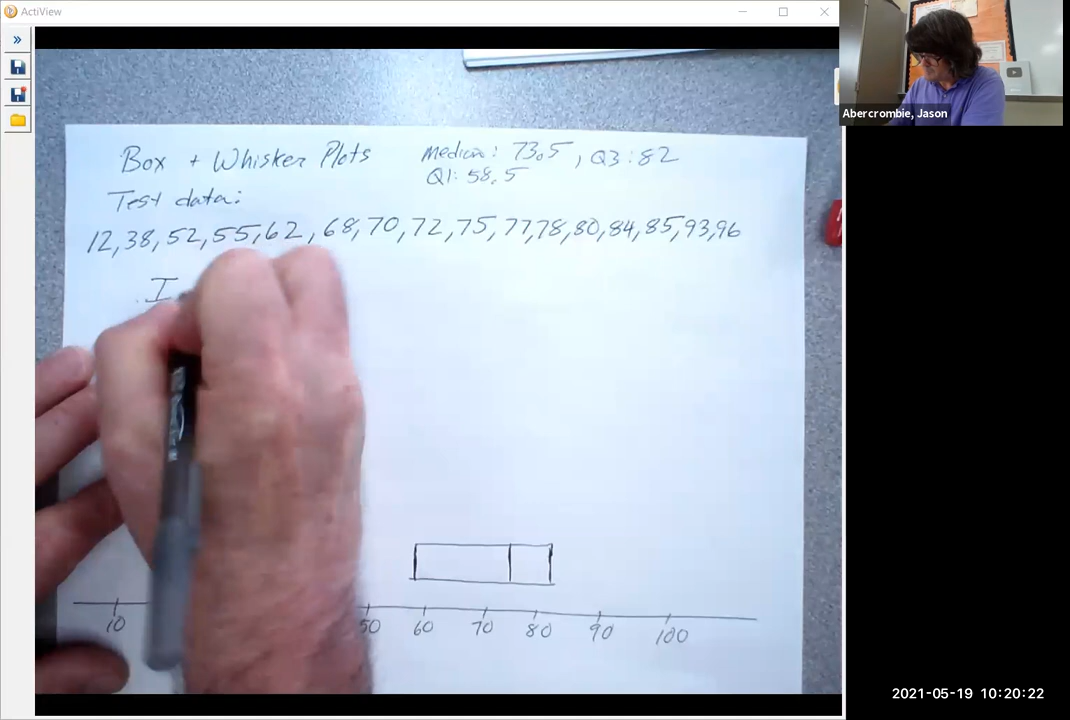 ActiView
Abercrombie, Jason
Box + Whisker Plots
Median: 73.5, Q3: 82
Q1: 58.5
Test data:
12, 38, 52, 55, 62, 68, 70, 72, 75, 77, 78, 80, 84, 85, 93, 96
I
10 50 60 70 80 90 100
2021-05-19 10:20:22